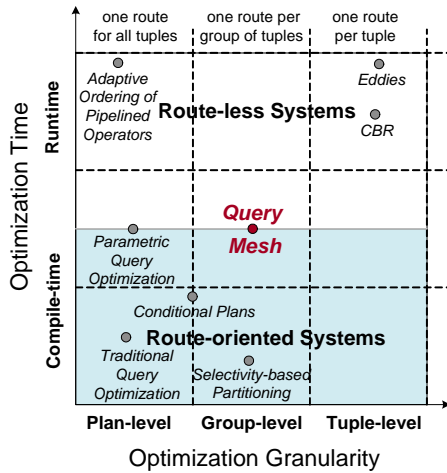 one route
for all tuples
one route per
group of tuples
one route
per tuple
Optimization Time
Runtime
Compile-time
Adaptive
Ordering of
Pipelined
Operators
Eddies
Route-less Systems
CBR
Query
Mesh
Parametric
Query
Optimization
Conditional Plans
Route-oriented Systems
Traditional
Query
Optimization
Selectivity-based
Partitioning
Plan-level
Group-level
Tuple-level
Optimization Granularity